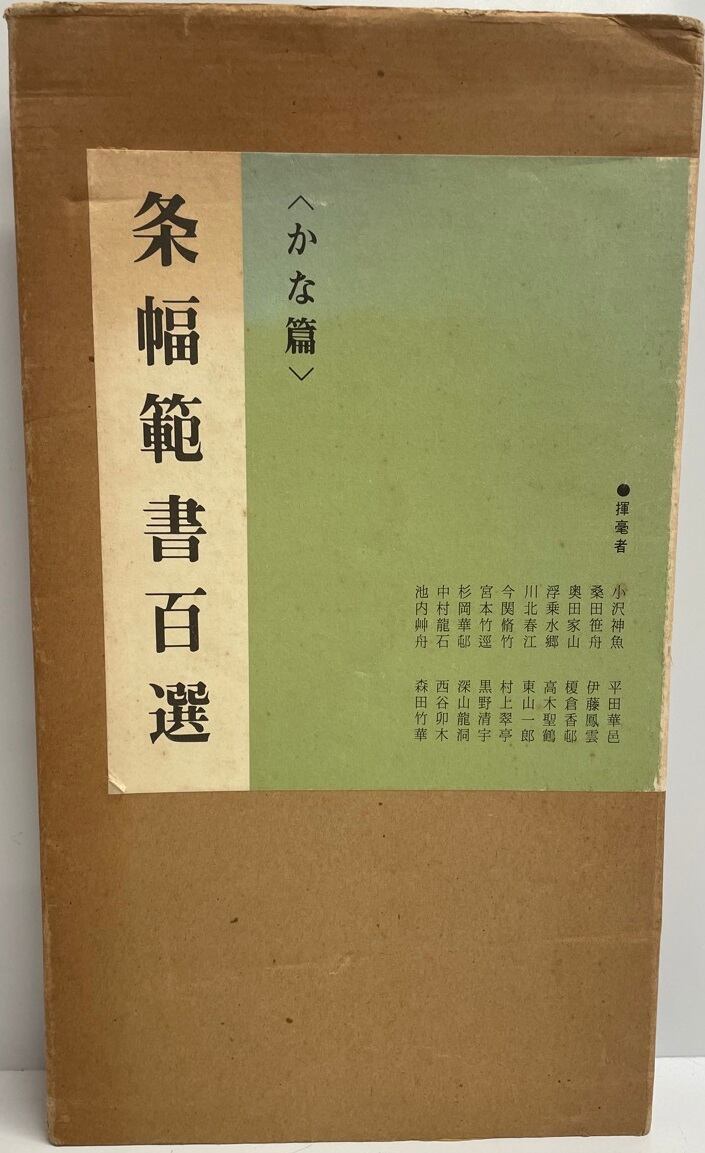 条幅範書百選
〈かな篇〉
●揮毫者
小沢神魚
桑田笹舟
奥田家山
浮乗水郷
川北春江
今関脩竹
宮本竹逕
杉岡華邨
中村龍石
池内艸舟
平田華邑
伊藤鳳雲
榎倉香邨
高木聖鶴
東山一郎
村上翠亭
黒野清宇
深山龍洞
西谷卯木
森田竹華